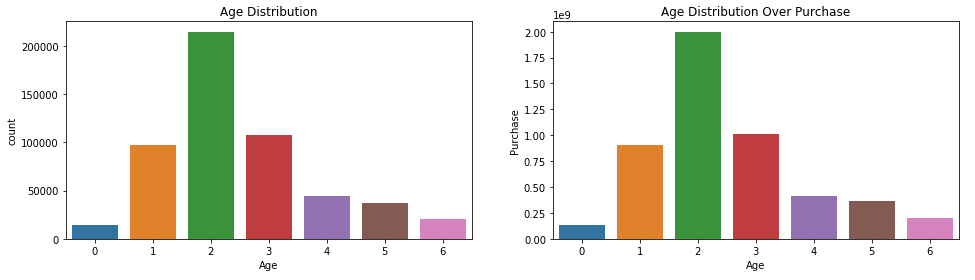 Age Distribution
count
200000
150000
100000
50000
0
0 1 2 3 4 5 6
Age
Age Distribution Over Purchase
1e9
Purchase
2.00
1.75
1.50
1.25
1.00
0.75
0.50
0.25
0.00
0 1 2 3 4 5 6
Age